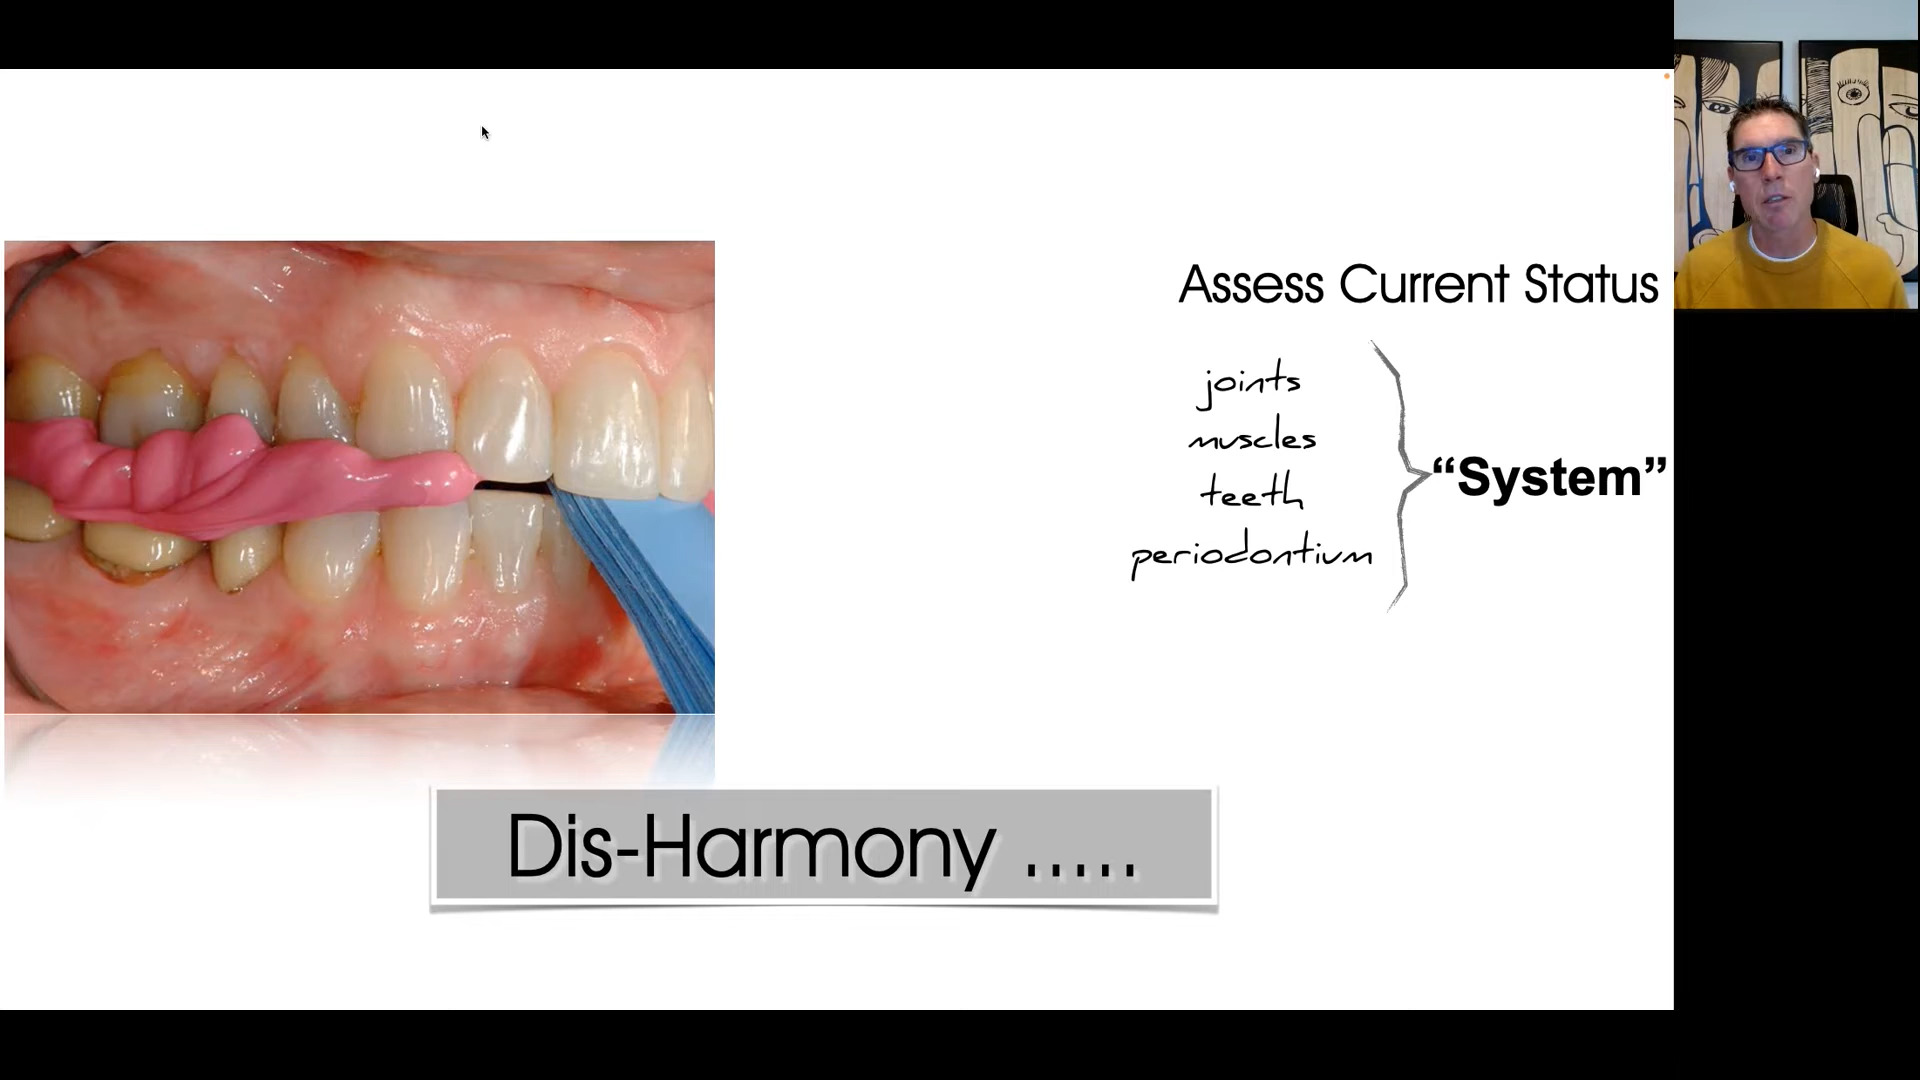 Assess Current Status
joints
muscles
teeth
periodontium
“System”
Dis-Harmony .....